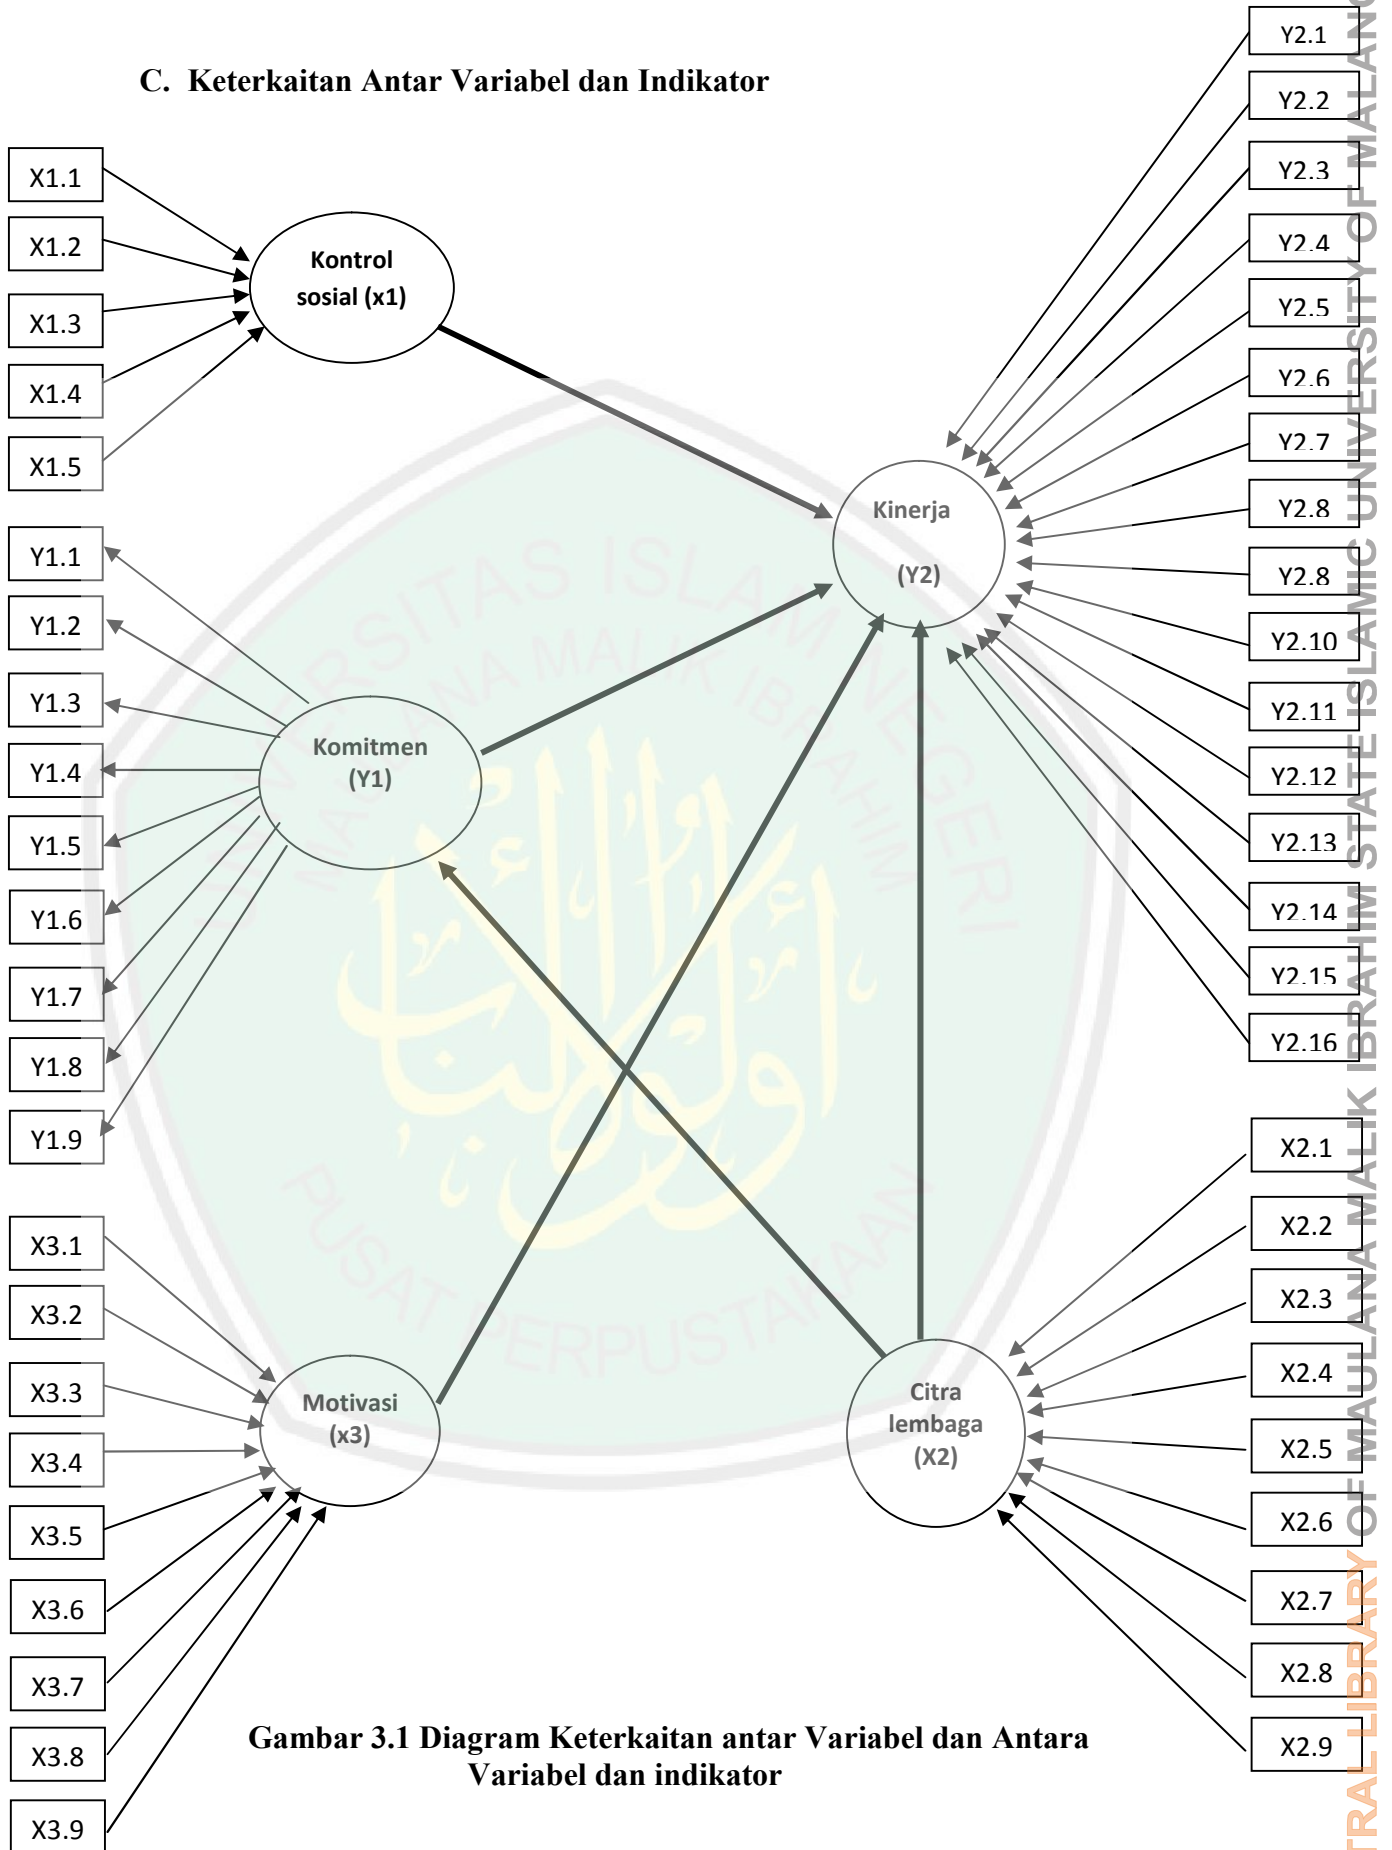 C. Keterkaitan Antar Variabel dan Indikator
X1.1
X1.2
X1.3
X1.4
X1.5
Kontrol
sosial (x1)
Y1.1
Y1.2
Y1.3
Y1.4
Y1.5
Y1.6
Y1.7
Y1.8
Y1.9
Komitmen
(Y1)
X3.1
X3.2
X3.3
X3.4
X3.5
X3.6
X3.7
X3.8
X3.9
Motivasi
(x3)
Kinerja
(Y2)
Y2.1
Y2.2
Y2.3
Y2.4
Y2.5
Y2.6
Y2.7
Y2.8
Y2.8
Y2.10
Y2.11
Y2.12
Y2.13
Y2.14
Y2.15
Y2.16
Citra
lembaga
(X2)
X2.1
X2.2
X2.3
X2.4
X2.5
X2.6
X2.7
X2.8
X2.9
Gambar 3.1 Diagram Keterkaitan antar Variabel dan Antara
Variabel dan indikator
UNIVERSITAS ISLAM NEGERI
MAULANA MALIK IBRAHIM
PUSAT PERPUSTAKAAN
LIBRARY OF MAULANA MALIK IBRAHIM STATE ISLAMIC UNIVERSITY OF